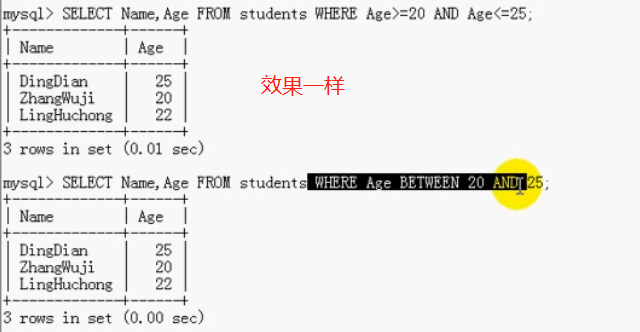 mysql> SELECT Name,Age FROM students WHERE Age>=20 AND Age<=25;
+------------+------+
| Name       | Age  |
+------------+------+
| DingDian   |   25 |
| ZhangWuji  |   20 |
| LingHuchong |   22 |
+------------+------+
3 rows in set (0.01 sec)
效果一样
mysql> SELECT Name,Age FROM students WHERE Age BETWEEN 20 AND 25;
+------------+------+
| Name       | Age  |
+------------+------+
| DingDian   |   25 |
| ZhangWuji  |   20 |
| LingHuchong |   22 |
+------------+------+
3 rows in set (0.00 sec)